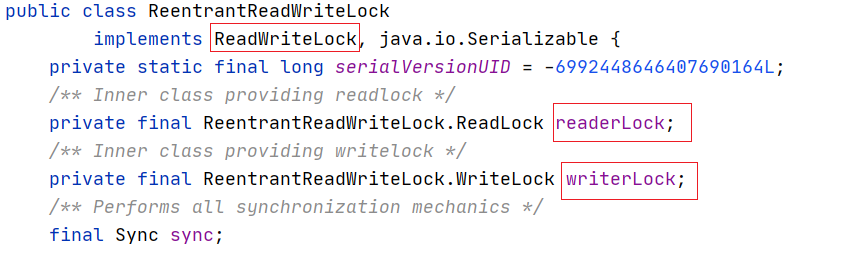 public class ReentrantReadWriteLock
implements ReadWriteLock, java.io.Serializable {
private static final long serialVersionUID = -6992448646407690164L;
/** Inner class providing readlock */
private final ReentrantReadWriteLock.ReadLock readerLock;
/** Inner class providing writelock */
private final ReentrantReadWriteLock.WriteLock writerLock;
/** Performs all synchronization mechanics */
final Sync sync;